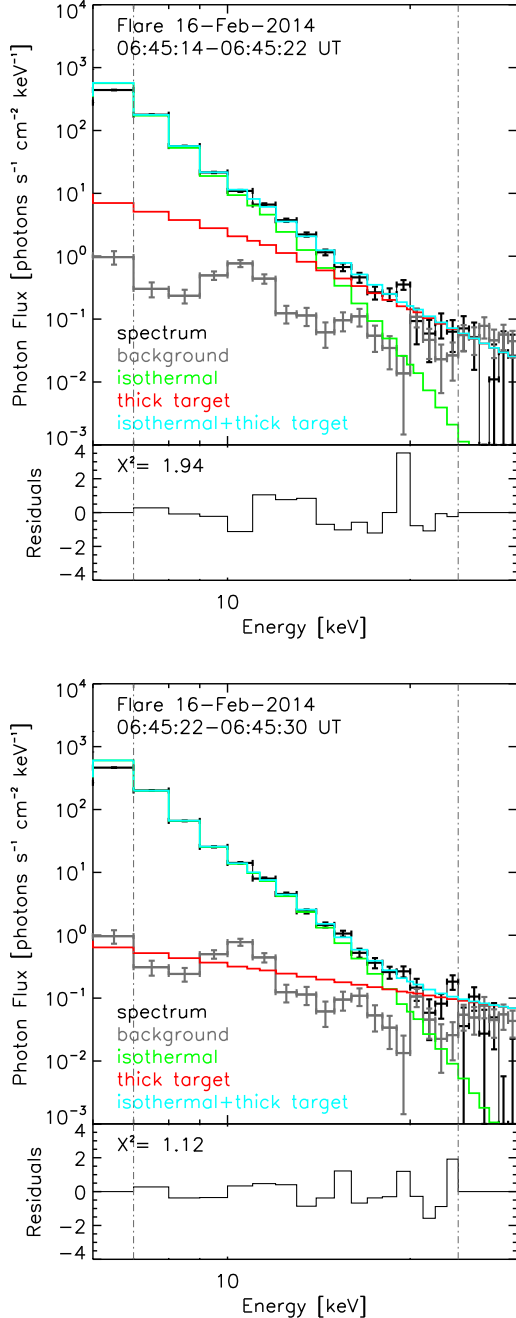 Flare 16-Feb-2014
06:45:14-06:45:22 UT
10⁴
10³
10²
10¹
10⁰
10⁻¹
10⁻²
10⁻³
Photon Flux [photons s⁻¹ cm⁻² keV⁻¹]
spectrum
background
isothermal
thick target
isothermal+thick target
X²= 1.94
4
2
0
-2
-4
Residuals
10
Energy [keV]
Flare 16-Feb-2014
06:45:22-06:45:30 UT
10⁴
10³
10²
10¹
10⁰
10⁻¹
10⁻²
10⁻³
Photon Flux [photons s⁻¹ cm⁻² keV⁻¹]
spectrum
background
isothermal
thick target
isothermal+thick target
X²= 1.12
4
2
0
-2
-4
Residuals
10
Energy [keV]